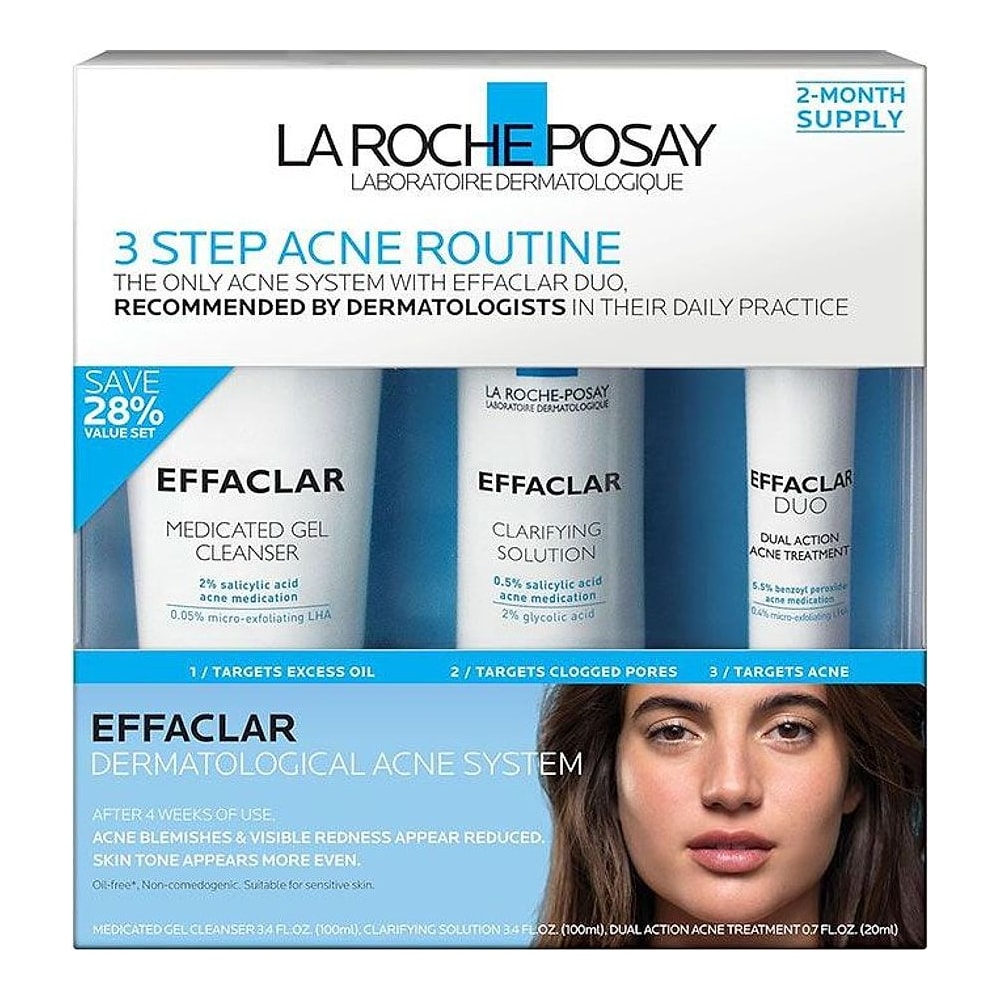 2-MONTH
SUPPLY
LA ROCHE POSAY
LABORATOIRE DERMATOLOGIQUE
3 STEP ACNE ROUTINE
THE ONLY ACNE SYSTEM WITH EFFACLAR DUO,
RECOMMENDED BY DERMATOLOGISTS IN THEIR DAILY PRACTICE
SAVE
28%
VALUE SET
EFFACLAR
MEDICATED GEL
CLEANSER
2% salicylic acid
acne medication
0.05% micro-exfoliating LHA
LA ROCHE-POSAY
LABORATOIRE DERMATOLOGIQUE
EFFACLAR
CLARIFYING
SOLUTION
0.5% salicylic acid
acne medication
2% glycolic acid
EFFACLAR
DUO
DUAL ACTION
ACNE TREATMENT
5.5% benzoyl peroxide
acne medication
0.4% micro-exfoliating LHA
1 / TARGETS EXCESS OIL
2 / TARGETS CLOGGED PORES
3 / TARGETS ACNE
EFFACLAR
DERMATOLOGICAL ACNE SYSTEM
AFTER 4 WEEKS OF USE,
ACNE BLEMISHES & VISIBLE REDNESS APPEAR REDUCED.
SKIN TONE APPEARS MORE EVEN.
Oil-free*, Non-comedogenic. Suitable for sensitive skin.
MEDICATED GEL CLEANSER 3.4 FL.OZ. (100ml), CLARIFYING SOLUTION 3.4 FL.OZ. (100ml), DUAL ACTION ACNE TREATMENT 0.7 FL.OZ. (20ml)